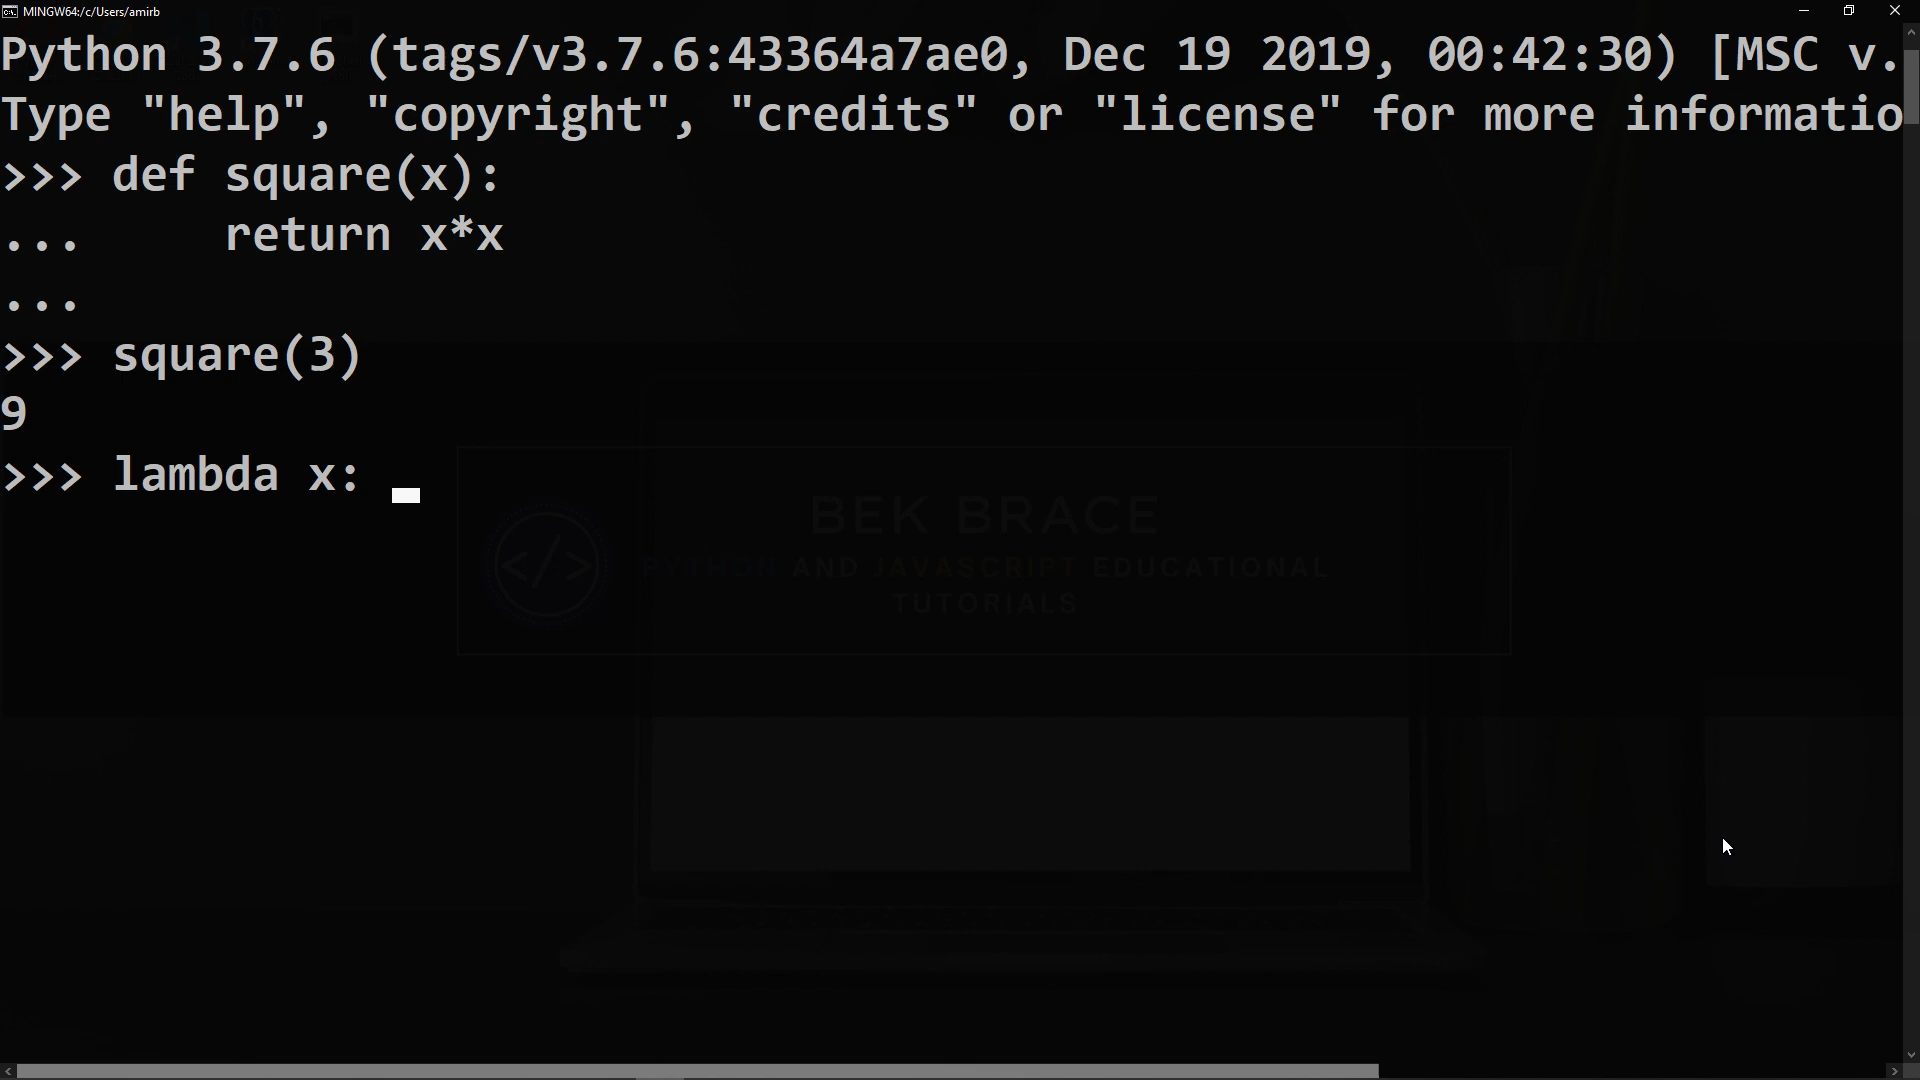 MINGW64:/c/Users/amirb
Python 3.7.6 (tags/v3.7.6:43364a7ae0, Dec 19 2019, 00:42:30) [MSC v.
Type "help", "copyright", "credits" or "license" for more informatio
>>> def square(x):
...     return x*x
...
>>> square(3)
9
>>> lambda x:
BEK BRACE
</>
PYTHON AND JAVASCRIPT EDUCATIONAL
TUTORIALS